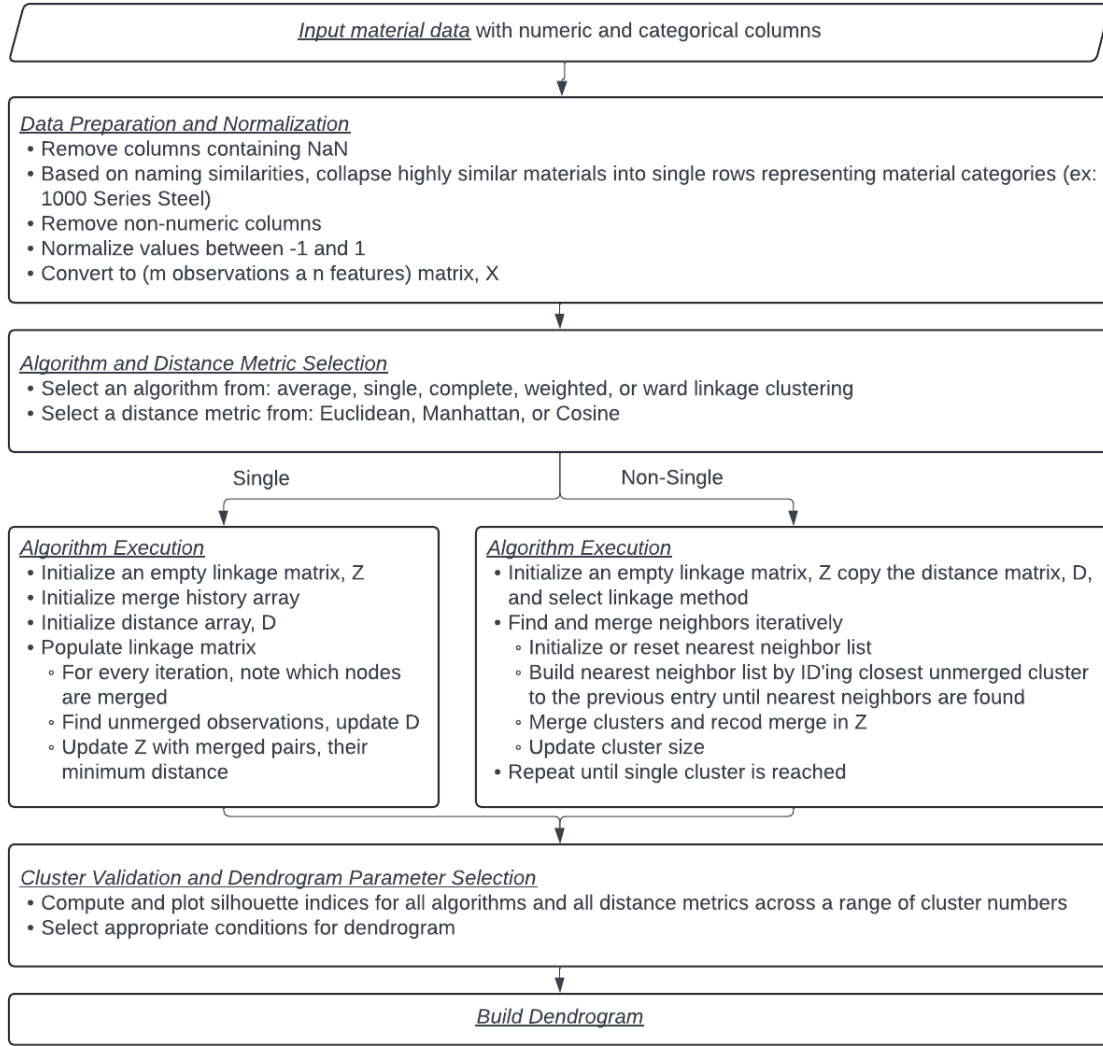 Input material data with numeric and categorical columns
Data Preparation and Normalization
• Remove columns containing NaN
• Based on naming similarities, collapse highly similar materials into single rows representing material categories (ex:
1000 Series Steel)
• Remove non-numeric columns
• Normalize values between -1 and 1
• Convert to (m observations a n features) matrix, X
Algorithm and Distance Metric Selection
• Select an algorithm from: average, single, complete, weighted, or ward linkage clustering
• Select a distance metric from: Euclidean, Manhattan, or Cosine
Single
Non-Single
Algorithm Execution
• Initialize an empty linkage matrix, Z
• Initialize merge history array
• Initialize distance array, D
• Populate linkage matrix
◦ For every iteration, note which nodes
are merged
◦ Find unmerged observations, update D
◦ Update Z with merged pairs, their
minimum distance
Algorithm Execution
• Initialize an empty linkage matrix, Z copy the distance matrix, D,
and select linkage method
• Find and merge neighbors iteratively
◦ Initialize or reset nearest neighbor list
◦ Build nearest neighbor list by ID'ing closest unmerged cluster
to the previous entry until nearest neighbors are found
◦ Merge clusters and recod merge in Z
◦ Update cluster size
• Repeat until single cluster is reached
Cluster Validation and Dendrogram Parameter Selection
• Compute and plot silhouette indices for all algorithms and all distance metrics across a range of cluster numbers
• Select appropriate conditions for dendrogram
Build Dendrogram